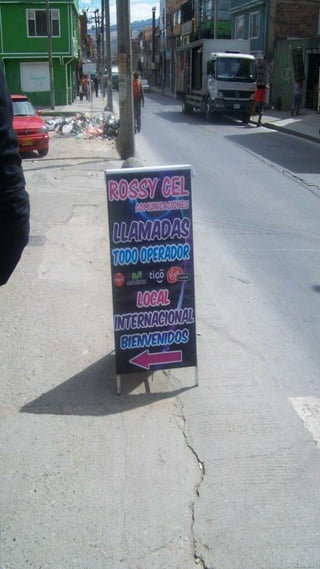 ROSSY CEL
COMUNICACIONES
LLAMADAS
TODO OPERADOR
tigo
LOCAL
INTERNACIONAL
BIENVENIDOS